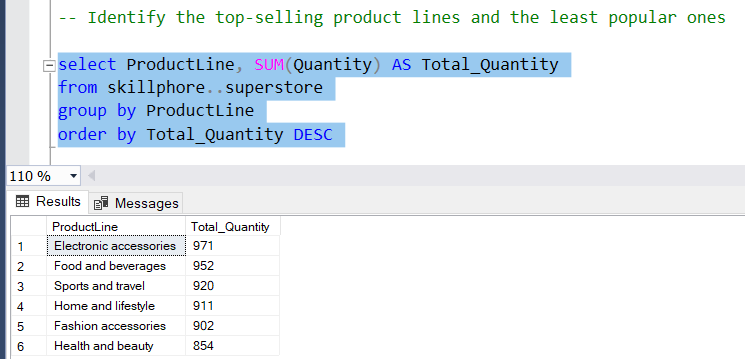 -- Identify the top-selling product lines and the least popular ones
select ProductLine, SUM(Quantity) AS Total_Quantity
from skillphore..superstore
group by ProductLine
order by Total_Quantity DESC
110 %
Results Messages
ProductLine Total_Quantity
1 Electronic accessories 971
2 Food and beverages 952
3 Sports and travel 920
4 Home and lifestyle 911
5 Fashion accessories 902
6 Health and beauty 854